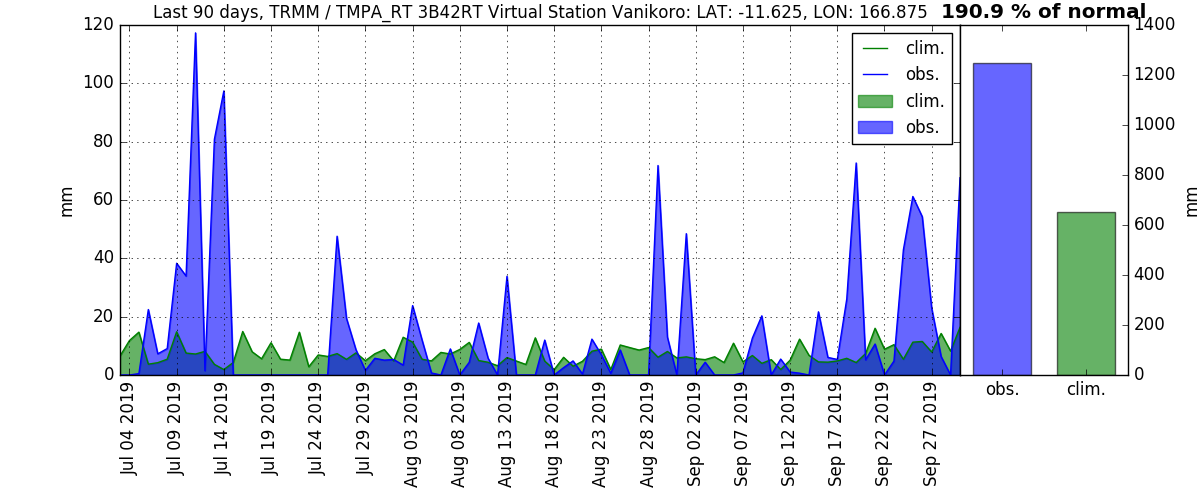 Last 90 days, TRMM / TMPA_RT 3B42RT Virtual Station Vanikoro: LAT: -11.625, LON: 166.875 190.9 % of normal
120
100
80
60
40
20
0
mm
clim.
obs.
clim.
obs.
Jul 04 2019
Jul 09 2019
Jul 14 2019
Jul 19 2019
Jul 24 2019
Jul 29 2019
Aug 03 2019
Aug 08 2019
Aug 13 2019
Aug 18 2019
Aug 23 2019
Aug 28 2019
Sep 02 2019
Sep 07 2019
Sep 12 2019
Sep 17 2019
Sep 22 2019
Sep 27 2019
1400
1200
1000
800
600
400
200
0
mm
obs.
clim.